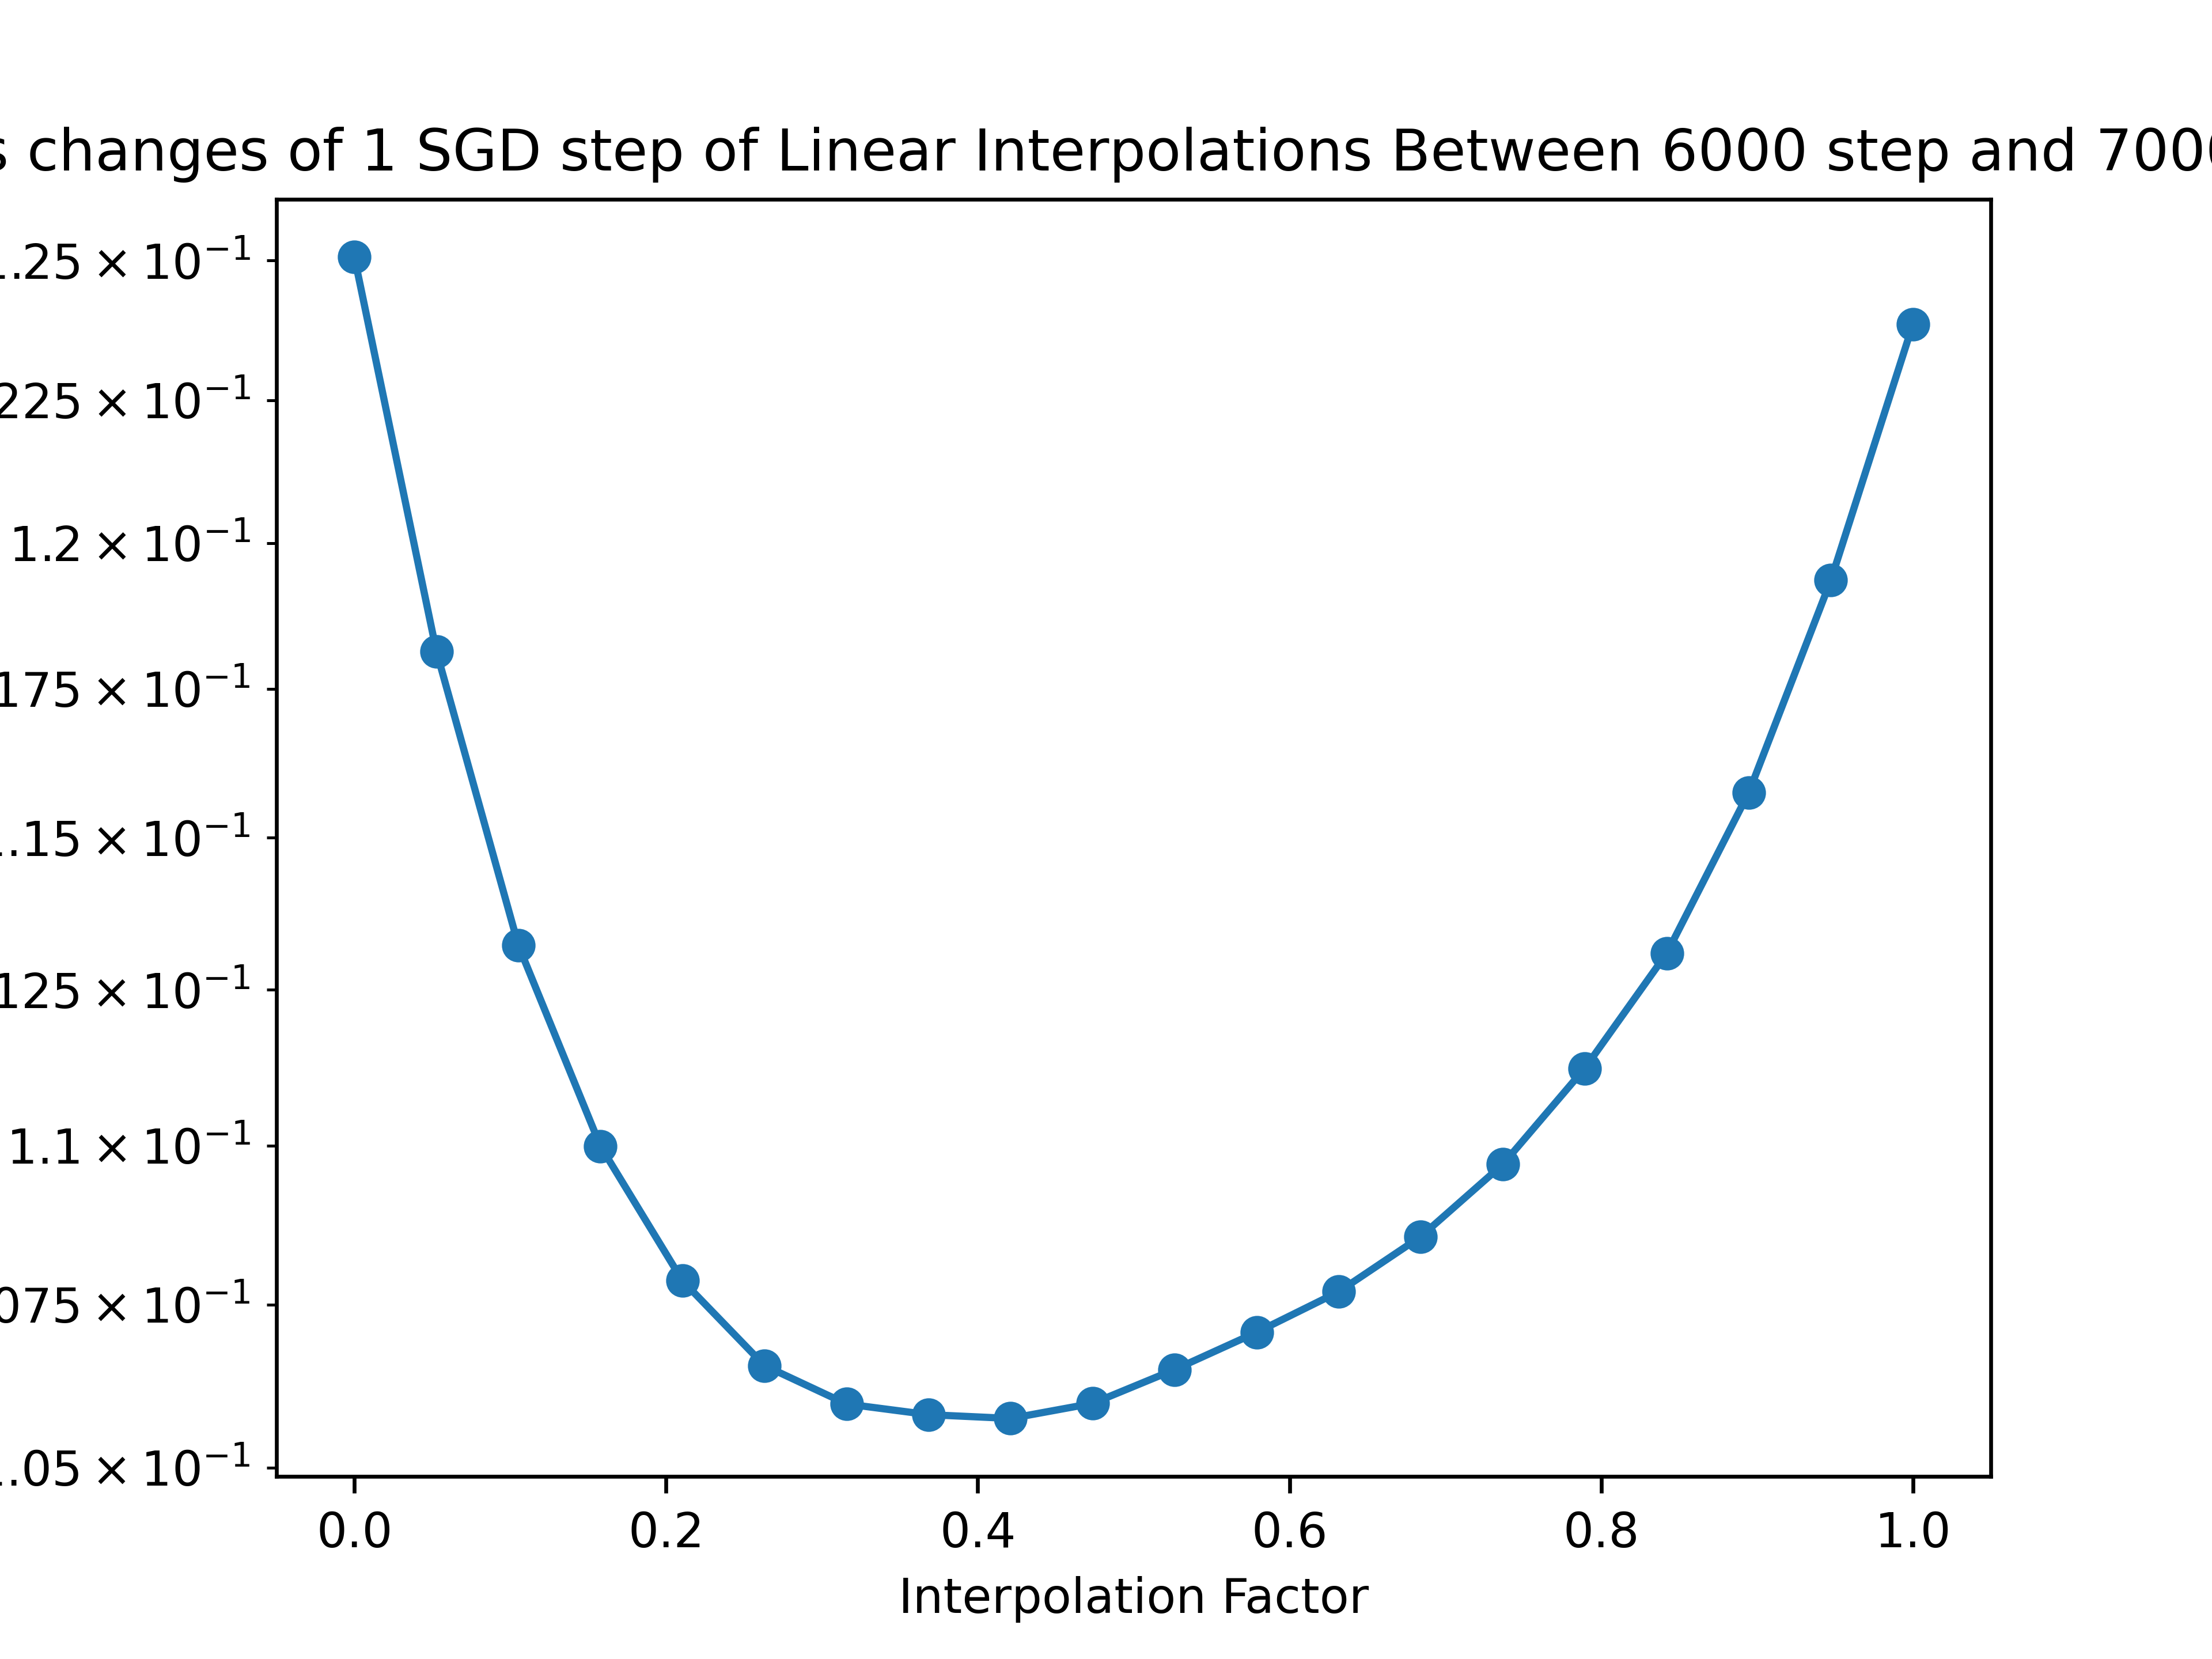 changes of 1 SGD step of Linear Interpolations Between 6000 step and 700
.25 × 10⁻¹
225 × 10⁻¹
1.2 × 10⁻¹
175 × 10⁻¹
.15 × 10⁻¹
125 × 10⁻¹
1.1 × 10⁻¹
075 × 10⁻¹
.05 × 10⁻¹
0.0 0.2 0.4 0.6 0.8 1.0
Interpolation Factor